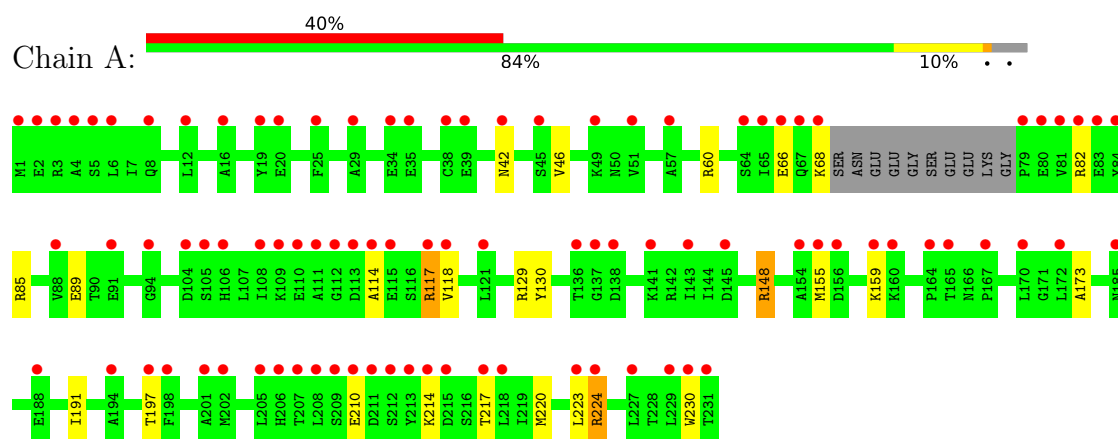 40%
Chain A:
84% 10% • •
M1 E2 R3 A4 S5 L6 I7 Q8 L12 A16 Y19 E20 F25 A29 E34 E35 C38 E39 N42 S45 V46 K49 N50 V51 A57 R60 S64 I65 E66 Q67 K68 SER ASN GLU GLU GLY SER GLU GLU LYS GLY P79 E80 V81 R82 E83 Y84
R85 V88 E89 T90 E91 G94 D104 S105 H106 L107 I108 K109 E110 A111 G112 D113 A114 E115 S116 R117 V118 L121 R129 Y130 T136 G137 D138 K141 R142 I143 I144 D145 R148 A154 M155 D156 K159 K160 P164 T165 N166 P167 L170 G171 L172 A173 N185
E188 I191 A194 T197 F198 A201 M202 L205 H206 T207 L208 S209 E210 D211 S212 Y213 K214 D215 S216 T217 L218 I219 M220 L223 R224 L227 T228 L229 W230 T231